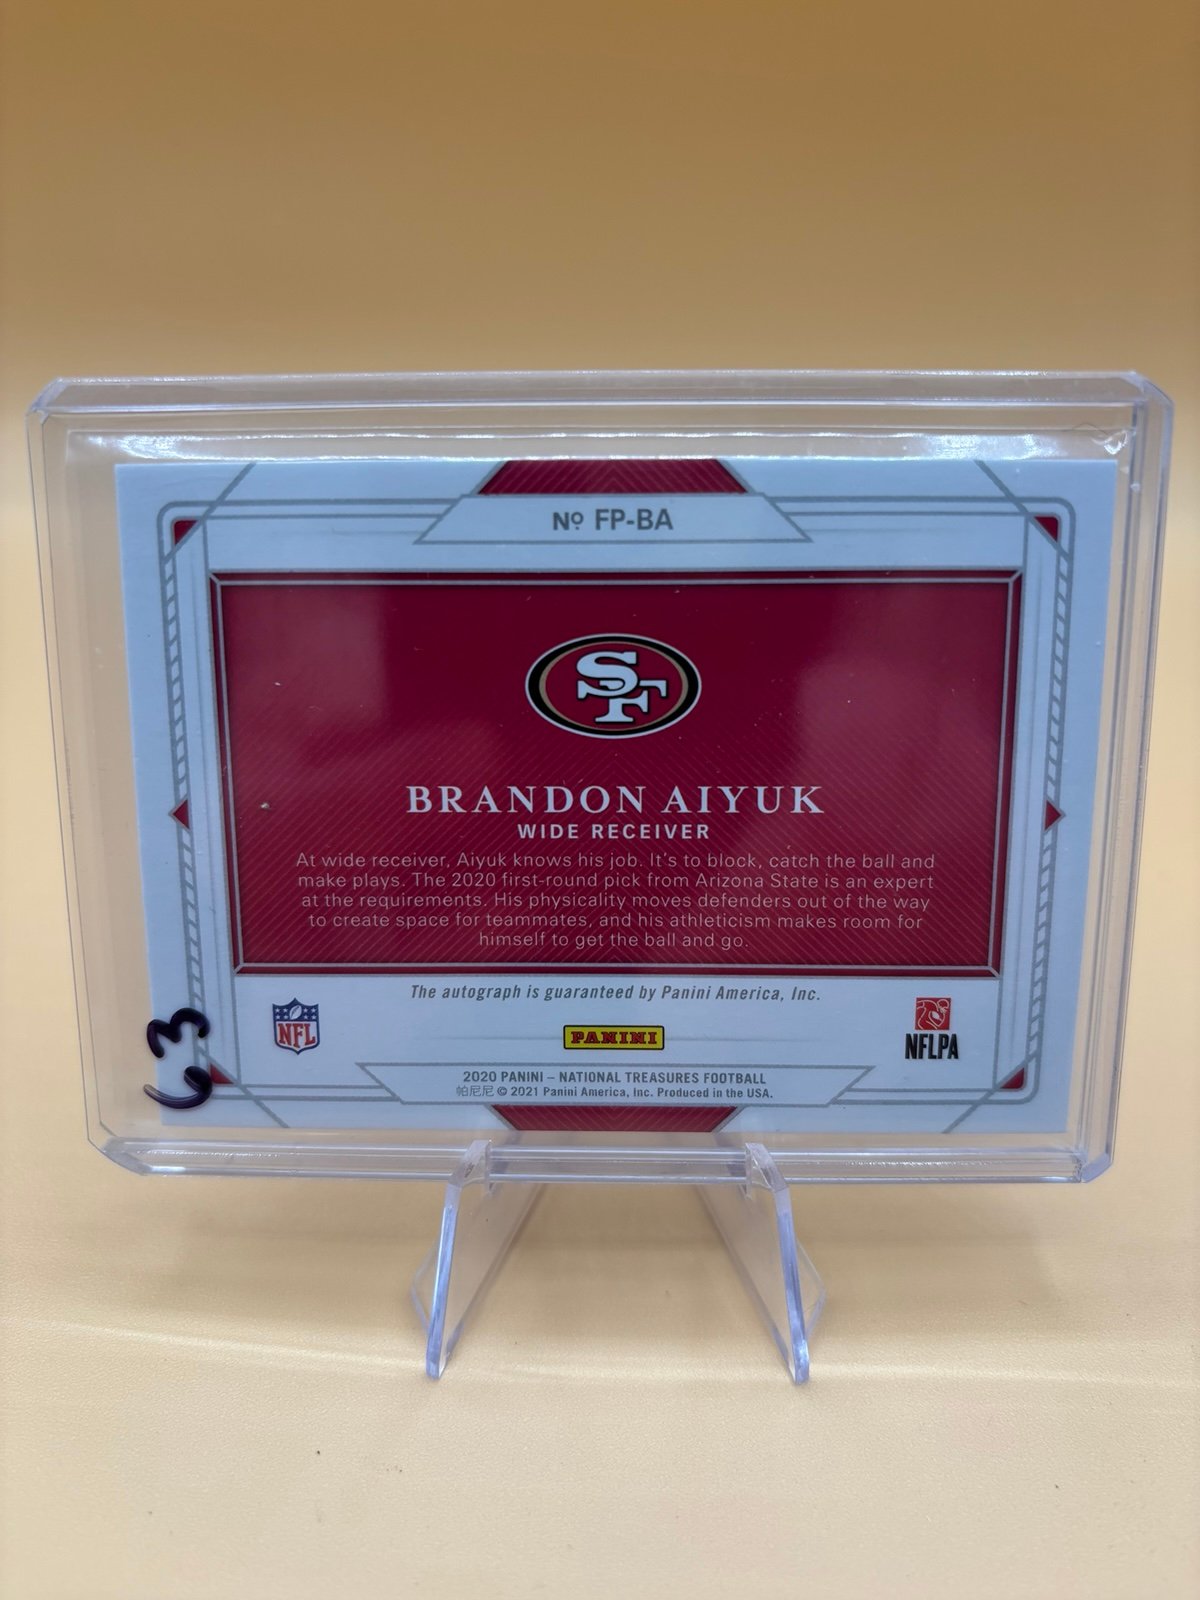 Nº FP-BA
SF
BRANDON AIYUK
WIDE RECEIVER
At wide receiver, Aiyuk knows his job. It's to block, catch the ball and
make plays. The 2020 first-round pick from Arizona State is an expert
at the requirements. His physicality moves defenders out of the way
to create space for teammates, and his athleticism makes room for
himself to get the ball and go.
The autograph is guaranteed by Panini America, Inc.
NFL
PANINI
NFLPA
2020 PANINI – NATIONAL TREASURES FOOTBALL
帕尼尼 © 2021 Panini America, Inc. Produced in the USA.